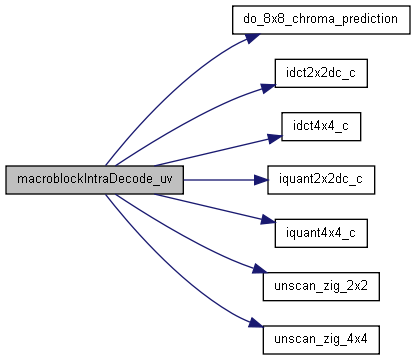 do_8x8_chroma_prediction
idct2x2dc_c
idct4x4_c
macroblockIntraDecode_uv
iquant2x2dc_c
iquant4x4_c
unscan_zig_2x2
unscan_zig_4x4